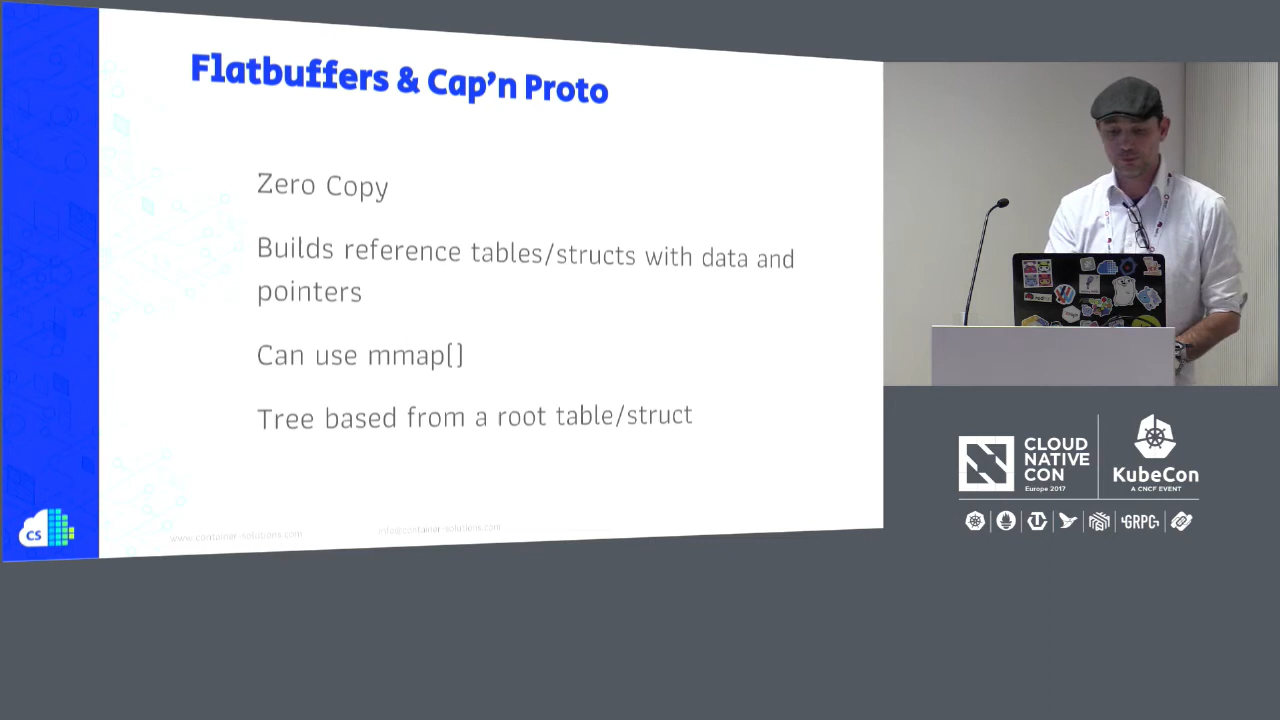 Flatbuffers & Cap'n Proto
Zero Copy
Builds reference tables/structs with data and
pointers
Can use mmap()
Tree based from a root table/struct
www.container-solutions.com
info@container-solutions.com
CS
CLOUD
NATIVE
CON
Europe 2017
KubeCon
A CNCF EVENT
GRPC